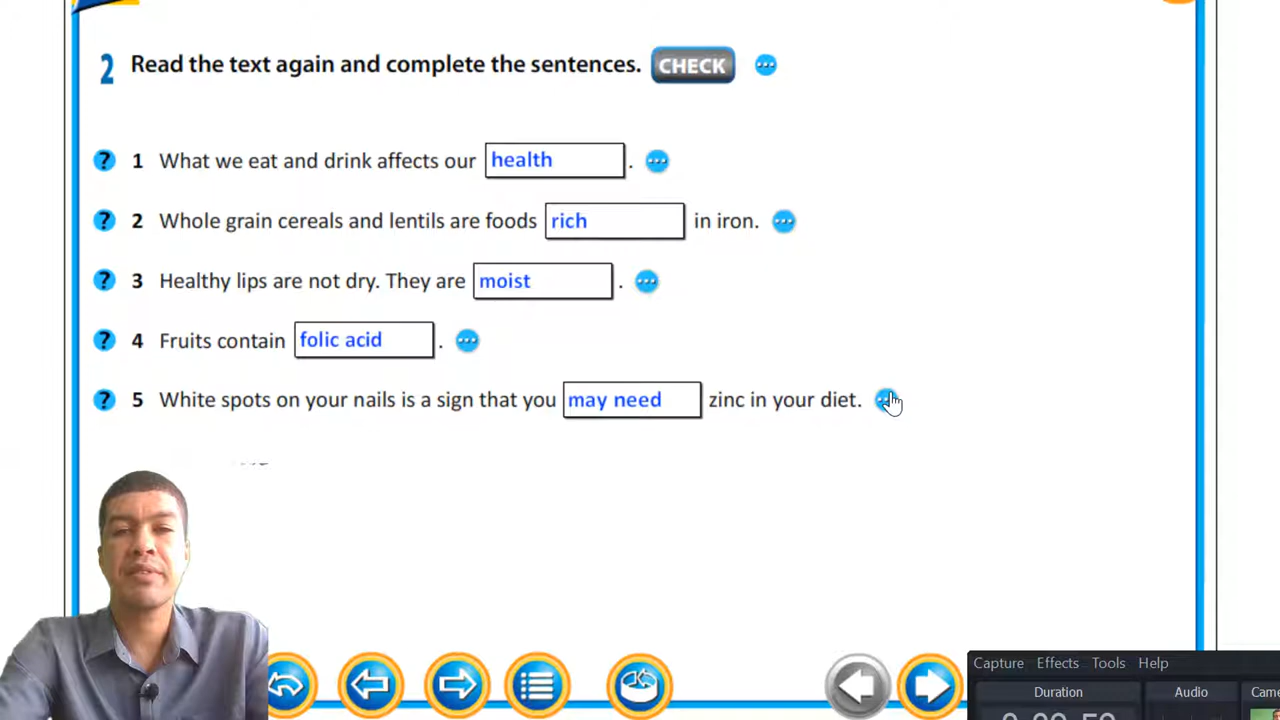 2 Read the text again and complete the sentences. CHECK
? 1 What we eat and drink affects our health .
? 2 Whole grain cereals and lentils are foods rich in iron.
? 3 Healthy lips are not dry. They are moist .
? 4 Fruits contain folic acid .
? 5 White spots on your nails is a sign that you may need zinc in your diet.
Capture Effects Tools Help
Duration Audio